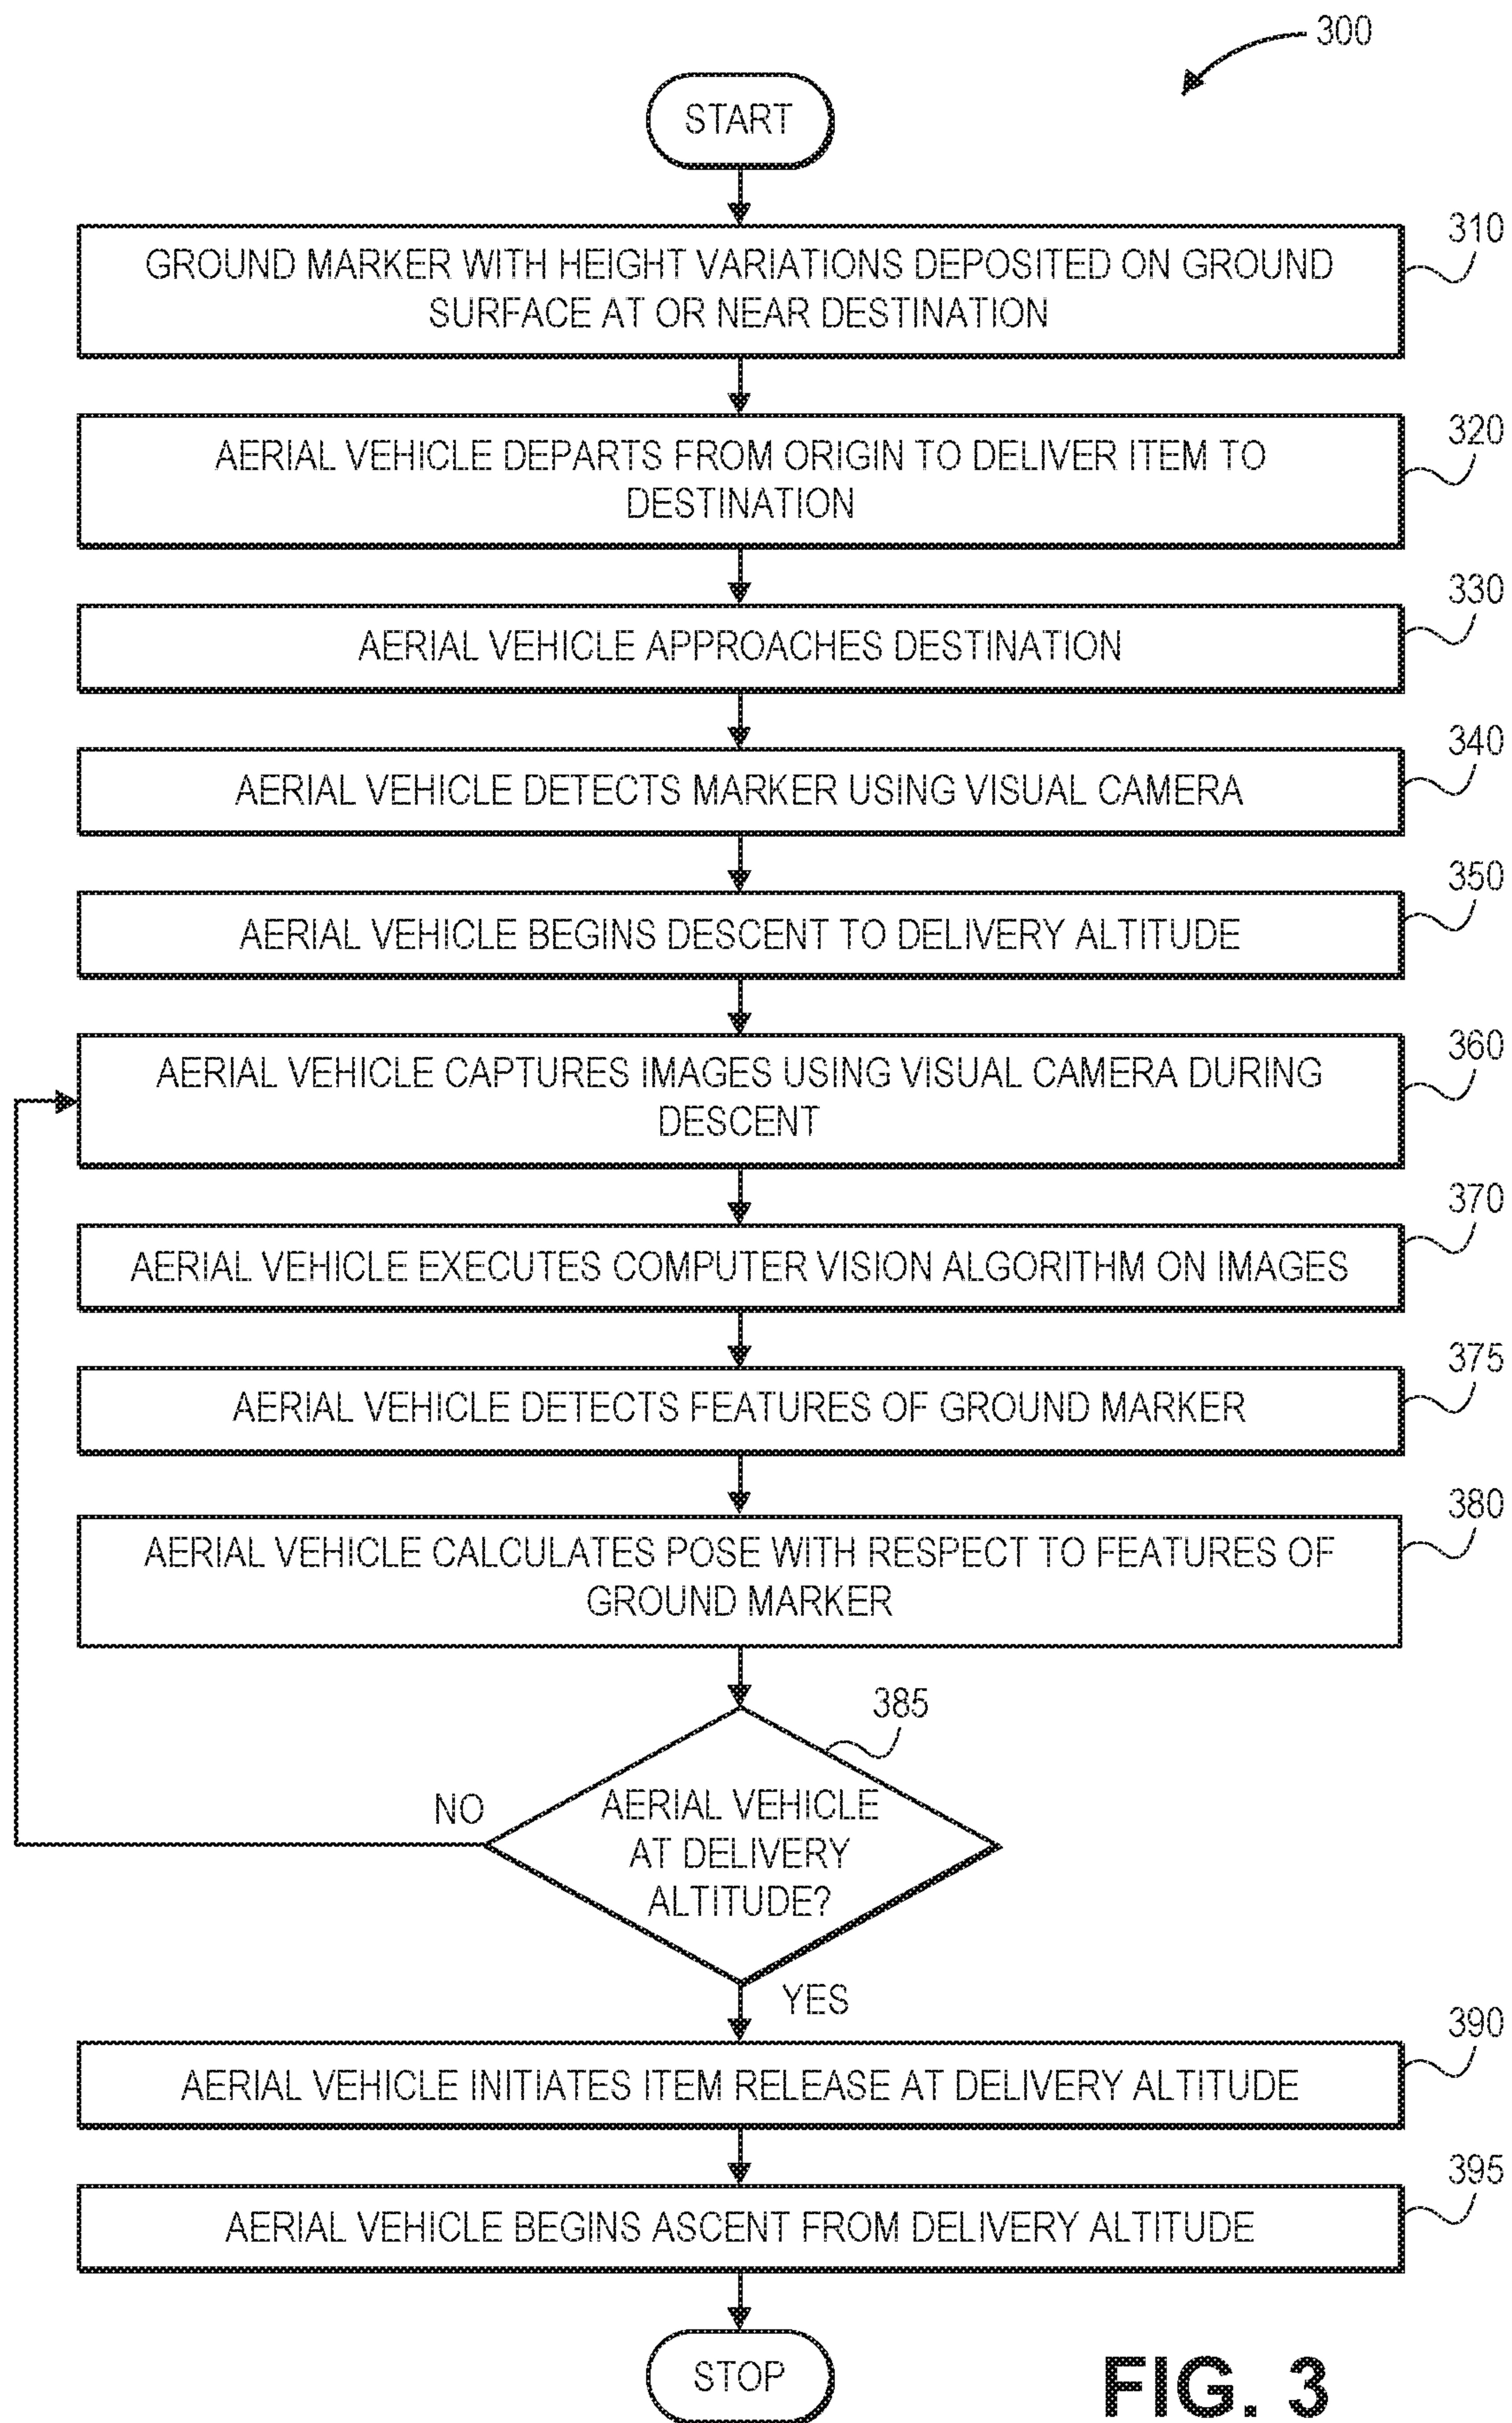 300
START
310
GROUND MARKER WITH HEIGHT VARIATIONS DEPOSITED ON GROUND
SURFACE AT OR NEAR DESTINATION
320
AERIAL VEHICLE DEPARTS FROM ORIGIN TO DELIVER ITEM TO
DESTINATION
330
AERIAL VEHICLE APPROACHES DESTINATION
340
AERIAL VEHICLE DETECTS MARKER USING VISUAL CAMERA
350
AERIAL VEHICLE BEGINS DESCENT TO DELIVERY ALTITUDE
360
AERIAL VEHICLE CAPTURES IMAGES USING VISUAL CAMERA DURING
DESCENT
370
AERIAL VEHICLE EXECUTES COMPUTER VISION ALGORITHM ON IMAGES
375
AERIAL VEHICLE DETECTS FEATURES OF GROUND MARKER
380
AERIAL VEHICLE CALCULATES POSE WITH RESPECT TO FEATURES OF
GROUND MARKER
385
NO
AERIAL VEHICLE
AT DELIVERY
ALTITUDE?
YES
390
AERIAL VEHICLE INITIATES ITEM RELEASE AT DELIVERY ALTITUDE
395
AERIAL VEHICLE BEGINS ASCENT FROM DELIVERY ALTITUDE
STOP
FIG. 3